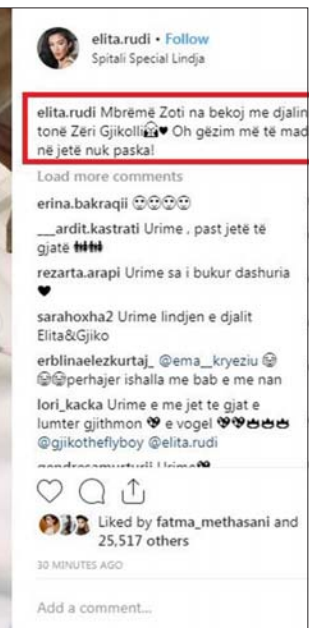 elita.rudi • Follow
Spitali Special Lindja
elita.rudi Mbrëmë Zoti na bekoj me djalin
tonë Zëri Gjikolli Oh gëzim më të mad
në jetë nuk paska!
Load more comments
erina.bakraqii 😍😍😍😍
___ardit.kastrati Urime , past jetë të
gjatë
rezarta.arapi Urime sa i bukur dashuria
♥
sarahoxha2 Urime lindjen e djalit
Elita&Gjiko
erblinaelezkurtaj_ @ema__kryeziu
perhajer ishalla me bab e me nan
lori_kacka Urime e me jet te gjat e
lumter gjithmon 💖 e vogel 💖💖👑👑👑
@gjikotheflyboy @elita.rudi
Liked by fatma_methasani and
25,517 others
30 MINUTES AGO
Add a comment...